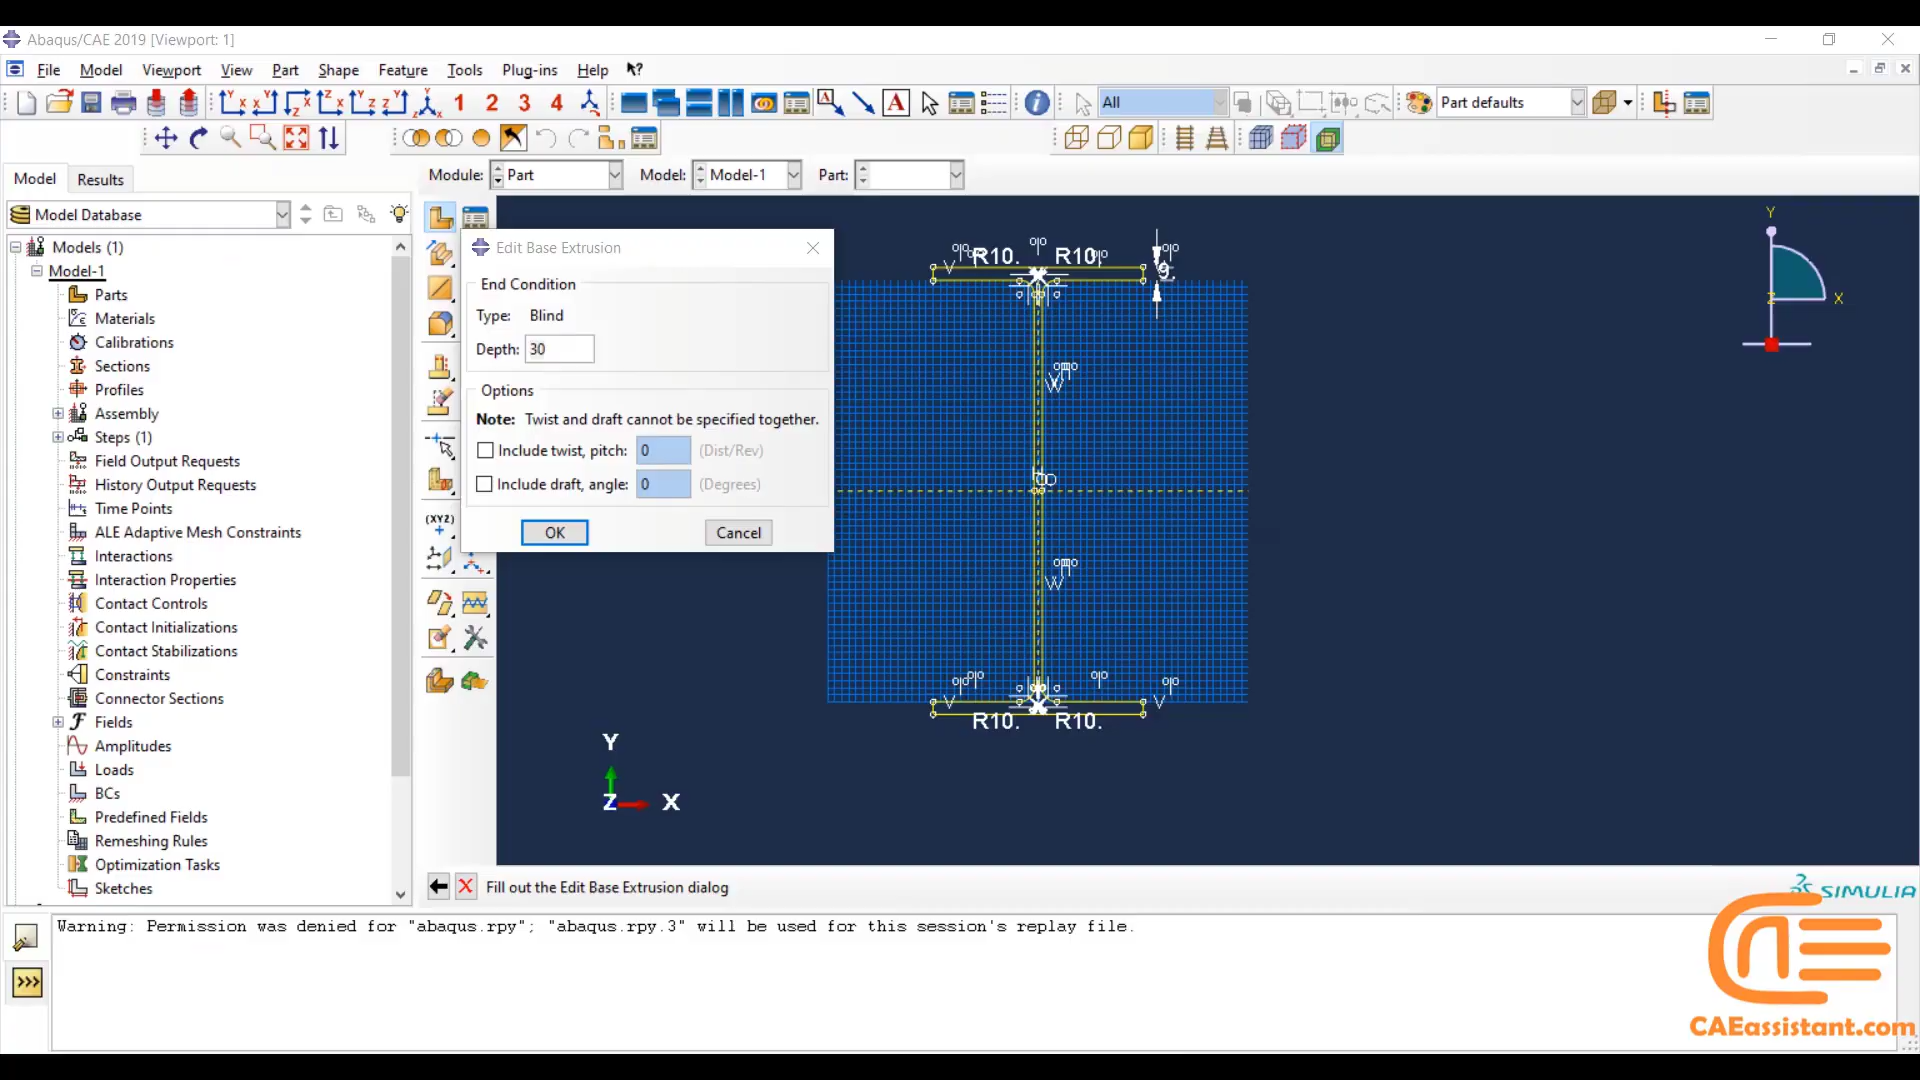 Abaqus/CAE 2019 [Viewport: 1]
File Model Viewport View Part Shape Feature Tools Plug-ins Help
1 2 3 4 A All Part defaults
Module: Part Model: Model-1 Part:
Model Results
Model Database
Models (1)
Model-1
Parts
Materials
Calibrations
Sections
Profiles
Assembly
Steps (1)
Field Output Requests
History Output Requests
Time Points
ALE Adaptive Mesh Constraints
Interactions
Interaction Properties
Contact Controls
Contact Initializations
Contact Stabilizations
Constraints
Connector Sections
Fields
Amplitudes
Loads
BCs
Predefined Fields
Remeshing Rules
Optimization Tasks
Sketches
(XYZ)
Edit Base Extrusion
End Condition
Type: Blind
Depth: 30
Options
Note: Twist and draft cannot be specified together.
Include twist, pitch: 0 (Dist/Rev)
Include draft, angle: 0 (Degrees)
OK Cancel
R10. R10.
9.
V
R10. R10.
V V
Y
X
Z
Y
Z X
Fill out the Edit Base Extrusion dialog
SIMULIA
Warning: Permission was denied for "abaqus.rpy"; "abaqus.rpy.3" will be used for this session's replay file.
>>>
CAEassistant.com